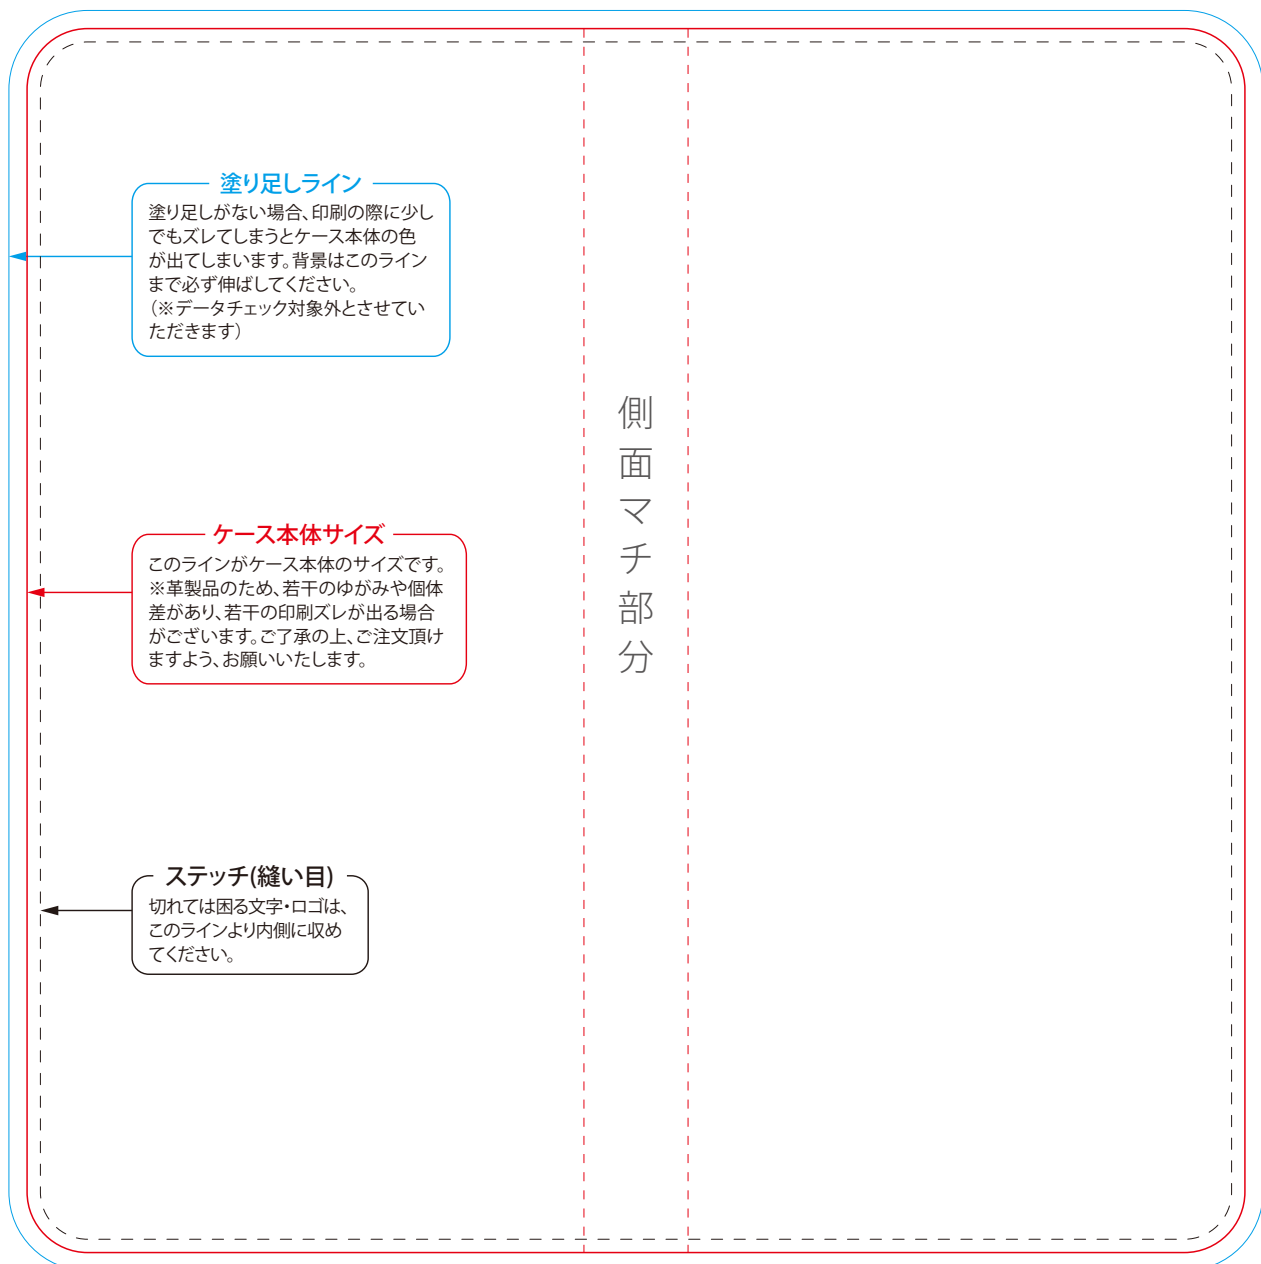 塗り足しライン
塗り足しがない場合、印刷の際に少し
でもズレてしまうとケース本体の色
が出てしまいます。背景はこのライン
まで必ず伸ばしてください。
(※データチェック対象外とさせてい
ただきます)
側面マチ部分
ケース本体サイズ
このラインがケース本体のサイズです。
※革製品のため、若干のゆがみや個体
差があり、若干の印刷ズレが出る場合
がございます。ご了承の上、ご注文頂け
ますよう、お願いいたします。
ステッチ(縫い目)
切れては困る文字・ロゴは、
このラインより内側に収め
てください。